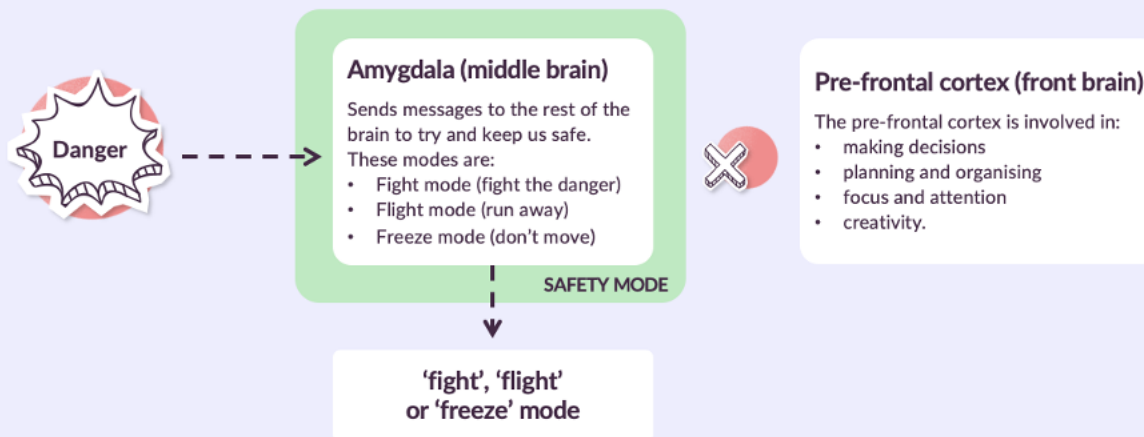 Danger
Amygdala (middle brain)
Sends messages to the rest of the
brain to try and keep us safe.
These modes are:
• Fight mode (fight the danger)
• Flight mode (run away)
• Freeze mode (don't move)
SAFETY MODE
Pre-frontal cortex (front brain)
The pre-frontal cortex is involved in:
• making decisions
• planning and organising
• focus and attention
• creativity.
‘fight’, ‘flight’
or ‘freeze’ mode